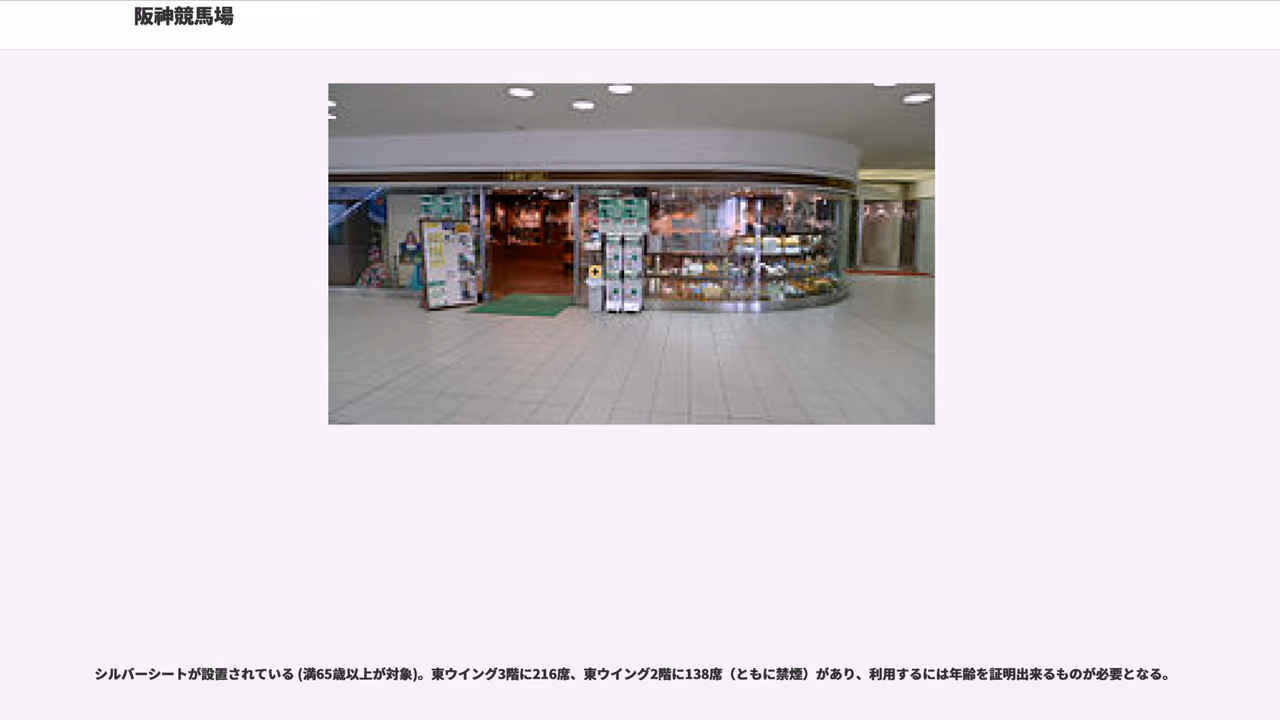 阪神競馬場
シルバーシートが設置されている (満65歳以上が対象)。東ウイング3階に216席、東ウイング2階に138席（ともに禁煙）があり、利用するには年齢を証明出来るものが必要となる。